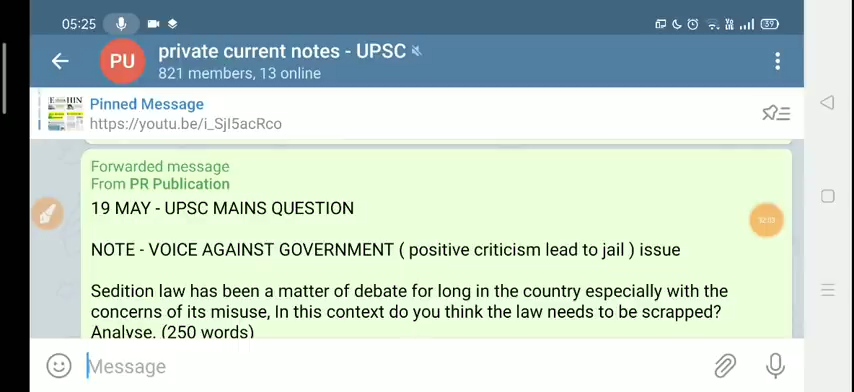 05:25
39
PU
private current notes - UPSC
821 members, 13 online
Pinned Message
https://youtu.be/i_SjI5acRco
Forwarded message
From PR Publication
19 MAY - UPSC MAINS QUESTION
NOTE - VOICE AGAINST GOVERNMENT ( positive criticism lead to jail ) issue
Sedition law has been a matter of debate for long in the country especially with the
concerns of its misuse, In this context do you think the law needs to be scrapped?
Analyse. (250 words)
Message